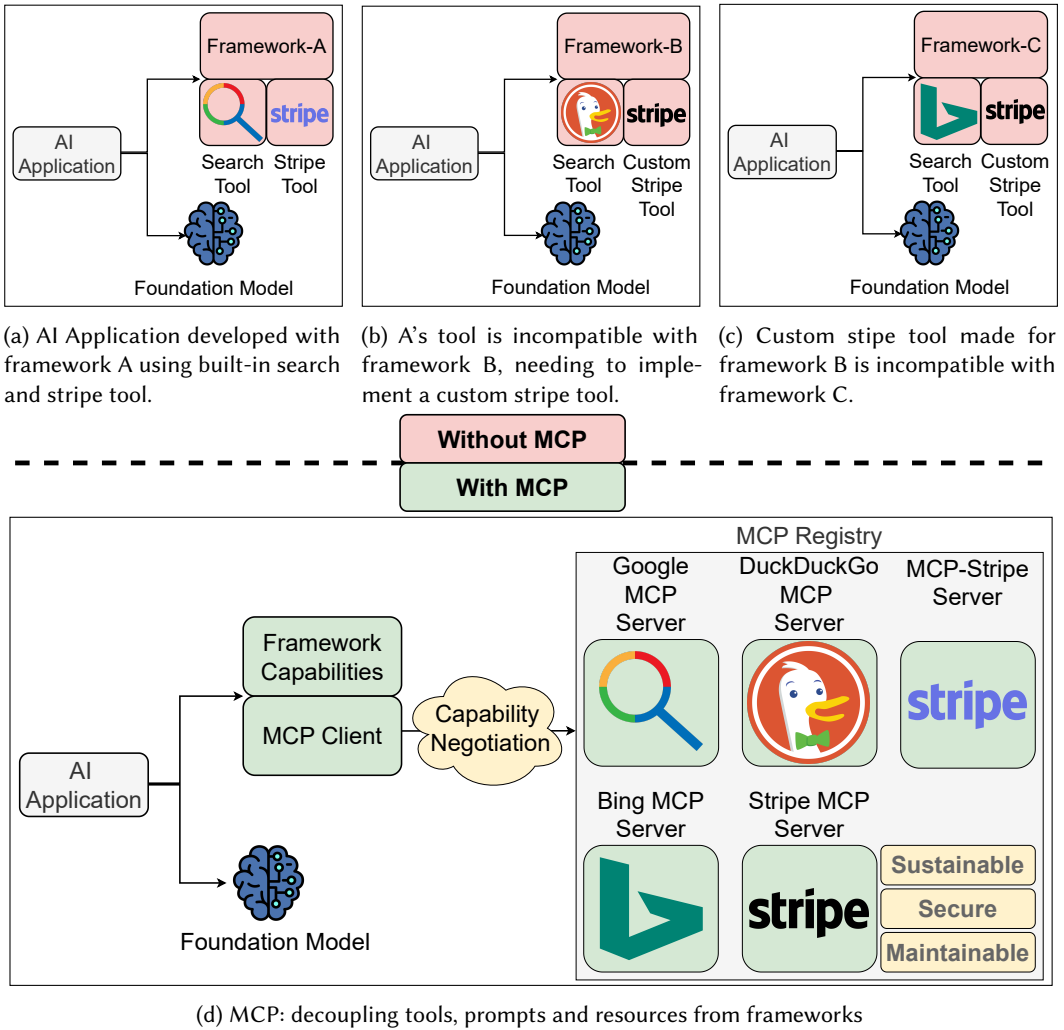 Framework-A
stripe
AI
Application
Search
Tool
Stripe
Tool
Foundation Model
Framework-B
stripe
AI
Application
Search
Tool
Custom
Stripe
Tool
Foundation Model
Framework-C
stripe
AI
Application
Search
Tool
Custom
Stripe
Tool
Foundation Model
(a) AI Application developed with
framework A using built-in search
and stripe tool.
(b) A's tool is incompatible with
framework B, needing to imple-
ment a custom stripe tool.
(c) Custom stipe tool made for
framework B is incompatible with
framework C.
Without MCP
With MCP
MCP Registry
Google
MCP
Server
DuckDuckGo
MCP
Server
MCP-Stripe
Server
Framework
Capabilities
MCP Client
Capability
Negotiation
stripe
AI
Application
Bing MCP
Server
Stripe MCP
Server
stripe
Sustainable
Secure
Maintainable
Foundation Model
(d) MCP: decoupling tools, prompts and resources from frameworks